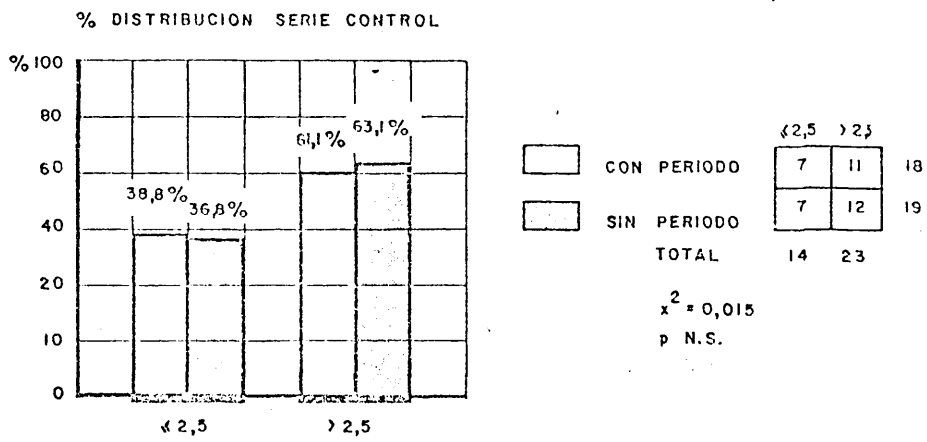 % DISTRIBUCION SERIE CONTROL
% 100
80
60
40
20
10
0
38,8%
36,8%
61,1%
63,1%
≤ 2,5
> 2,5
≤2,5 >2,5
CON PERIODO 7 11 18
SIN PERIODO 7 12 19
TOTAL 14 23
x² = 0,015
p N.S.